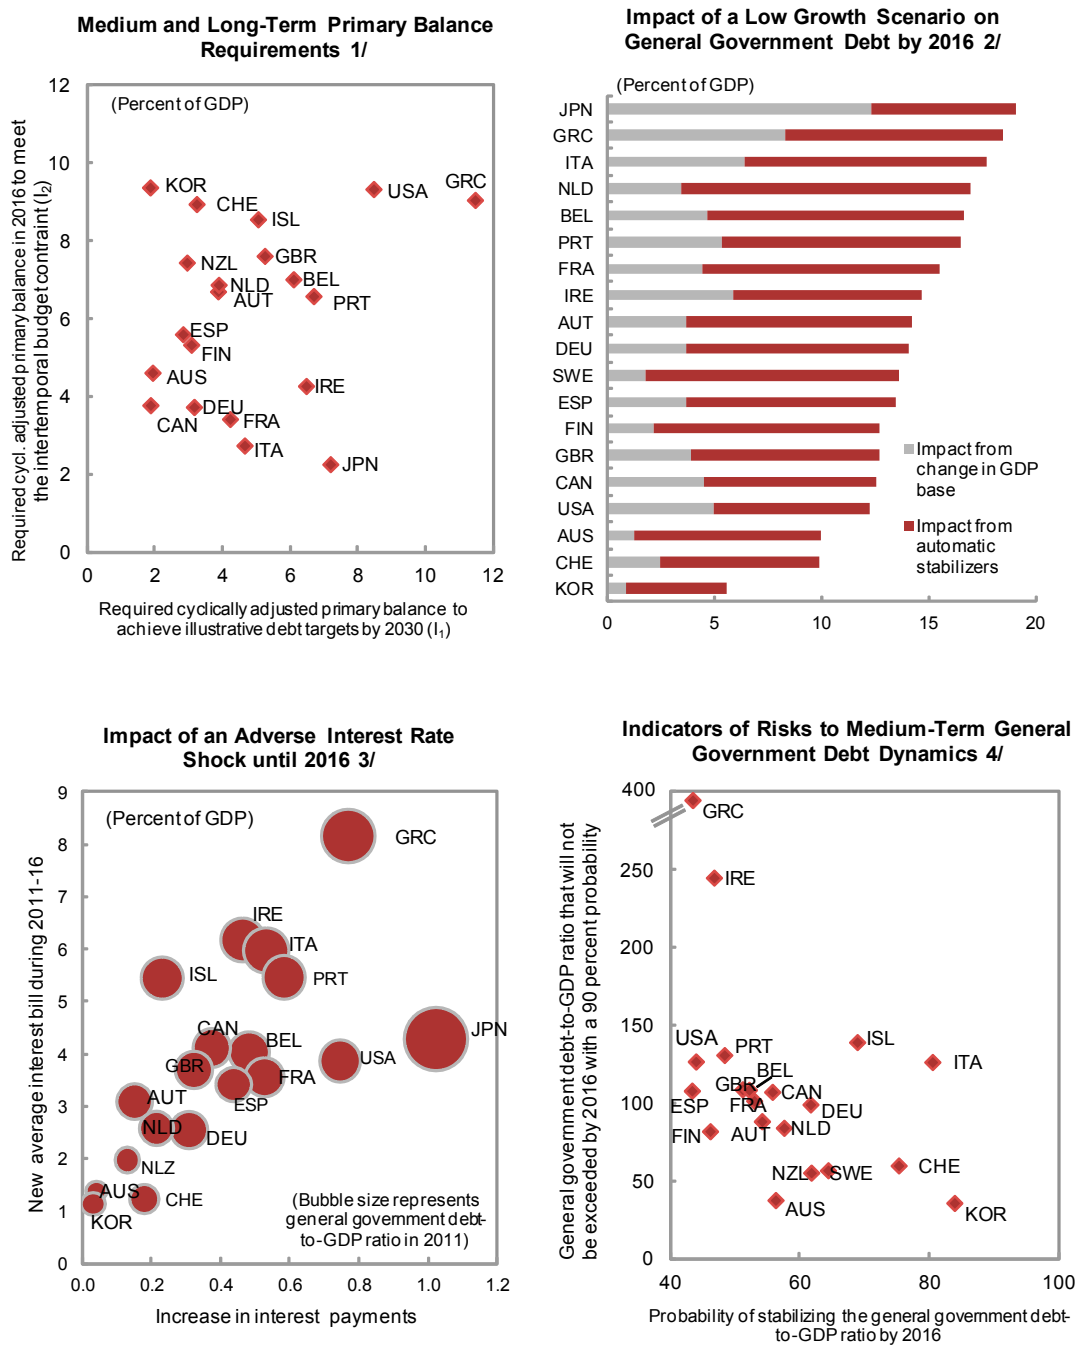 Medium and Long-Term Primary Balance
Requirements 1/
(Percent of GDP)
Required cycl. adjusted primary balance in 2016 to meet
the intertemporal budget contraint (I2)
12
10
8
6
4
2
0
KOR
CHE
ISL
USA
GRC
NZL
GBR
NLD
BEL
AUT
PRT
ESP
FIN
AUS
IRE
CAN
DEU
FRA
ITA
JPN
0 2 4 6 8 10 12
Required cyclically adjusted primary balance to
achieve illustrative debt targets by 2030 (I1)
Impact of a Low Growth Scenario on
General Government Debt by 2016 2/
(Percent of GDP)
JPN
GRC
ITA
NLD
BEL
PRT
FRA
IRE
AUT
DEU
SWE
ESP
FIN
GBR
CAN
USA
AUS
CHE
KOR
Impact from
change in GDP
base
Impact from
automatic
stabilizers
0 5 10 15 20
Impact of an Adverse Interest Rate
Shock until 2016 3/
(Percent of GDP)
New average interest bill during 2011-16
9
8
7
6
5
4
3
2
1
0
GRC
IRE
ITA
ISL
PRT
CAN
BEL
JPN
GBR
USA
FRA
ESP
AUT
NLD
DEU
NLZ
AUS
CHE
KOR
(Bubble size represents
general government debt-
to-GDP ratio in 2011)
0.0 0.2 0.4 0.6 0.8 1.0 1.2
Increase in interest payments
Indicators of Risks to Medium-Term General
Government Debt Dynamics 4/
General government debt-to-GDP ratio that will not
be exceeded by 2016 with a 90 percent probability
400
250
200
150
100
50
0
GRC
IRE
USA
PRT
ISL
ITA
GBR
BEL
CAN
ESP
FRA
DEU
FIN
AUT
NLD
NZL
SWE
CHE
AUS
KOR
40 60 80 100
Probability of stabilizing the general government debt-
to-GDP ratio by 2016